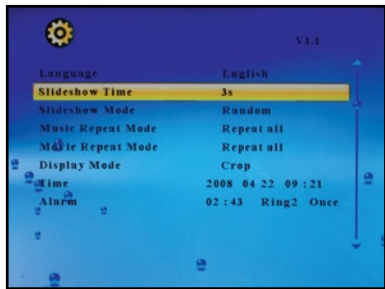 V1.1
Language English
Slideshow Time 3s
Slideshow Mode Random
Music Repeat Mode Repeat all
Movie Repeat Mode Repeat all
Display Mode Crop
Time 2008 04 22 09:21
Alarm 02:43 Ring2 Once